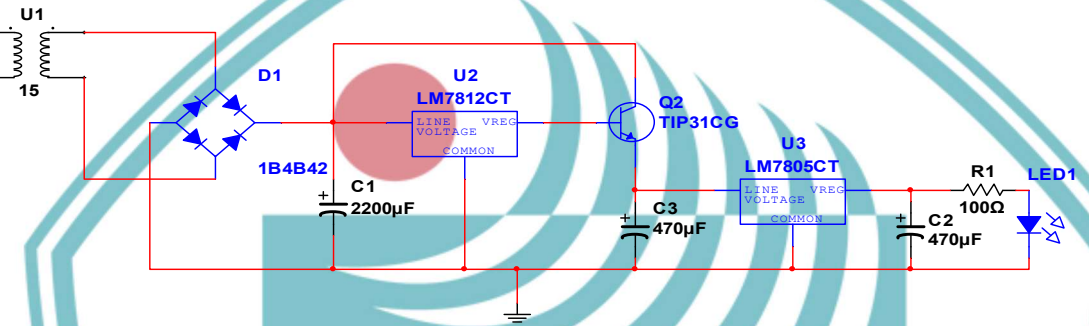 U1
15
D1
1B4B42
C1
2200µF
U2
LM7812CT
LINE VREG
VOLTAGE
COMMON
Q2
TIP31CG
C3
470µF
U3
LM7805CT
LINE VREG
VOLTAGE
COMMON
C2
470µF
R1
100Ω
LED1